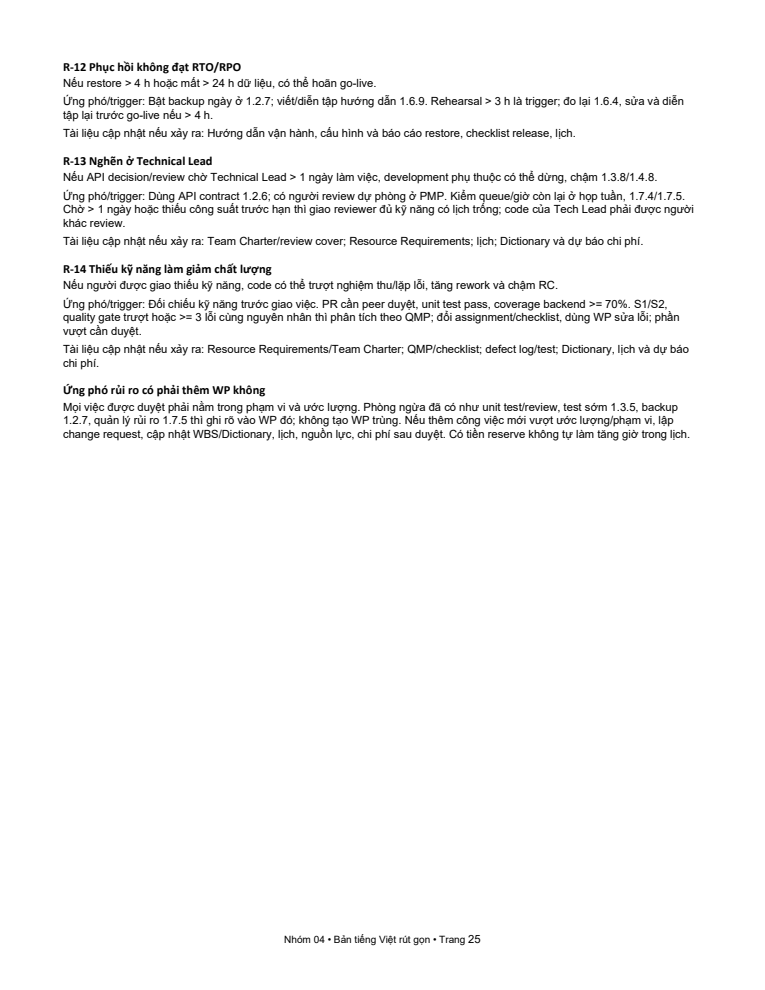 R-12 Phục hồi không đạt RTO/RPO
Nếu restore > 4 h hoặc mất > 24 h dữ liệu, có thể hoãn go-live.
Ứng phó/trigger: Bật backup ngày ở 1.2.7; viết/diễn tập hướng dẫn 1.6.9. Rehearsal > 3 h là trigger; đo lại 1.6.4, sửa và diễn
tập lại trước go-live nếu > 4 h.
Tài liệu cập nhật nếu xảy ra: Hướng dẫn vận hành, cấu hình và báo cáo restore, checklist release, lịch.
R-13 Nghẽn ở Technical Lead
Nếu API decision/review chờ Technical Lead > 1 ngày làm việc, development phụ thuộc có thể dừng, chậm 1.3.8/1.4.8.
Ứng phó/trigger: Dùng API contract 1.2.6; có người review dự phòng ở PMP. Kiểm queue/giờ còn lại ở họp tuần, 1.7.4/1.7.5.
Chờ > 1 ngày hoặc thiếu công suất trước hạn thì giao reviewer đủ kỹ năng có lịch trống; code của Tech Lead phải được người
khác review.
Tài liệu cập nhật nếu xảy ra: Team Charter/review cover; Resource Requirements; lịch; Dictionary và dự báo chi phí.
R-14 Thiếu kỹ năng làm giảm chất lượng
Nếu người được giao thiếu kỹ năng, code có thể trượt nghiệm thu/lặp lỗi, tăng rework và chậm RC.
Ứng phó/trigger: Đối chiếu kỹ năng trước giao việc. PR cần peer duyệt, unit test pass, coverage backend >= 70%. S1/S2,
quality gate trượt hoặc >= 3 lỗi cùng nguyên nhân thì phân tích theo QMP; đổi assignment/checklist, dùng WP sửa lỗi; phần
vượt cần duyệt.
Tài liệu cập nhật nếu xảy ra: Resource Requirements/Team Charter; QMP/checklist; defect log/test; Dictionary, lịch và dự báo
chi phí.
Ứng phó rủi ro có phải thêm WP không
Mọi việc được duyệt phải nằm trong phạm vi và ước lượng. Phòng ngừa đã có như unit test/review, test sớm 1.3.5, backup
1.2.7, quản lý rủi ro 1.7.5 thì ghi rõ vào WP đó; không tạo WP trùng. Nếu thêm công việc mới vượt ước lượng/phạm vi, lập
change request, cập nhật WBS/Dictionary, lịch, nguồn lực, chi phí sau duyệt. Có tiền reserve không tự làm tăng giờ trong lịch.
Nhóm 04 • Bản tiếng Việt rút gọn • Trang 25